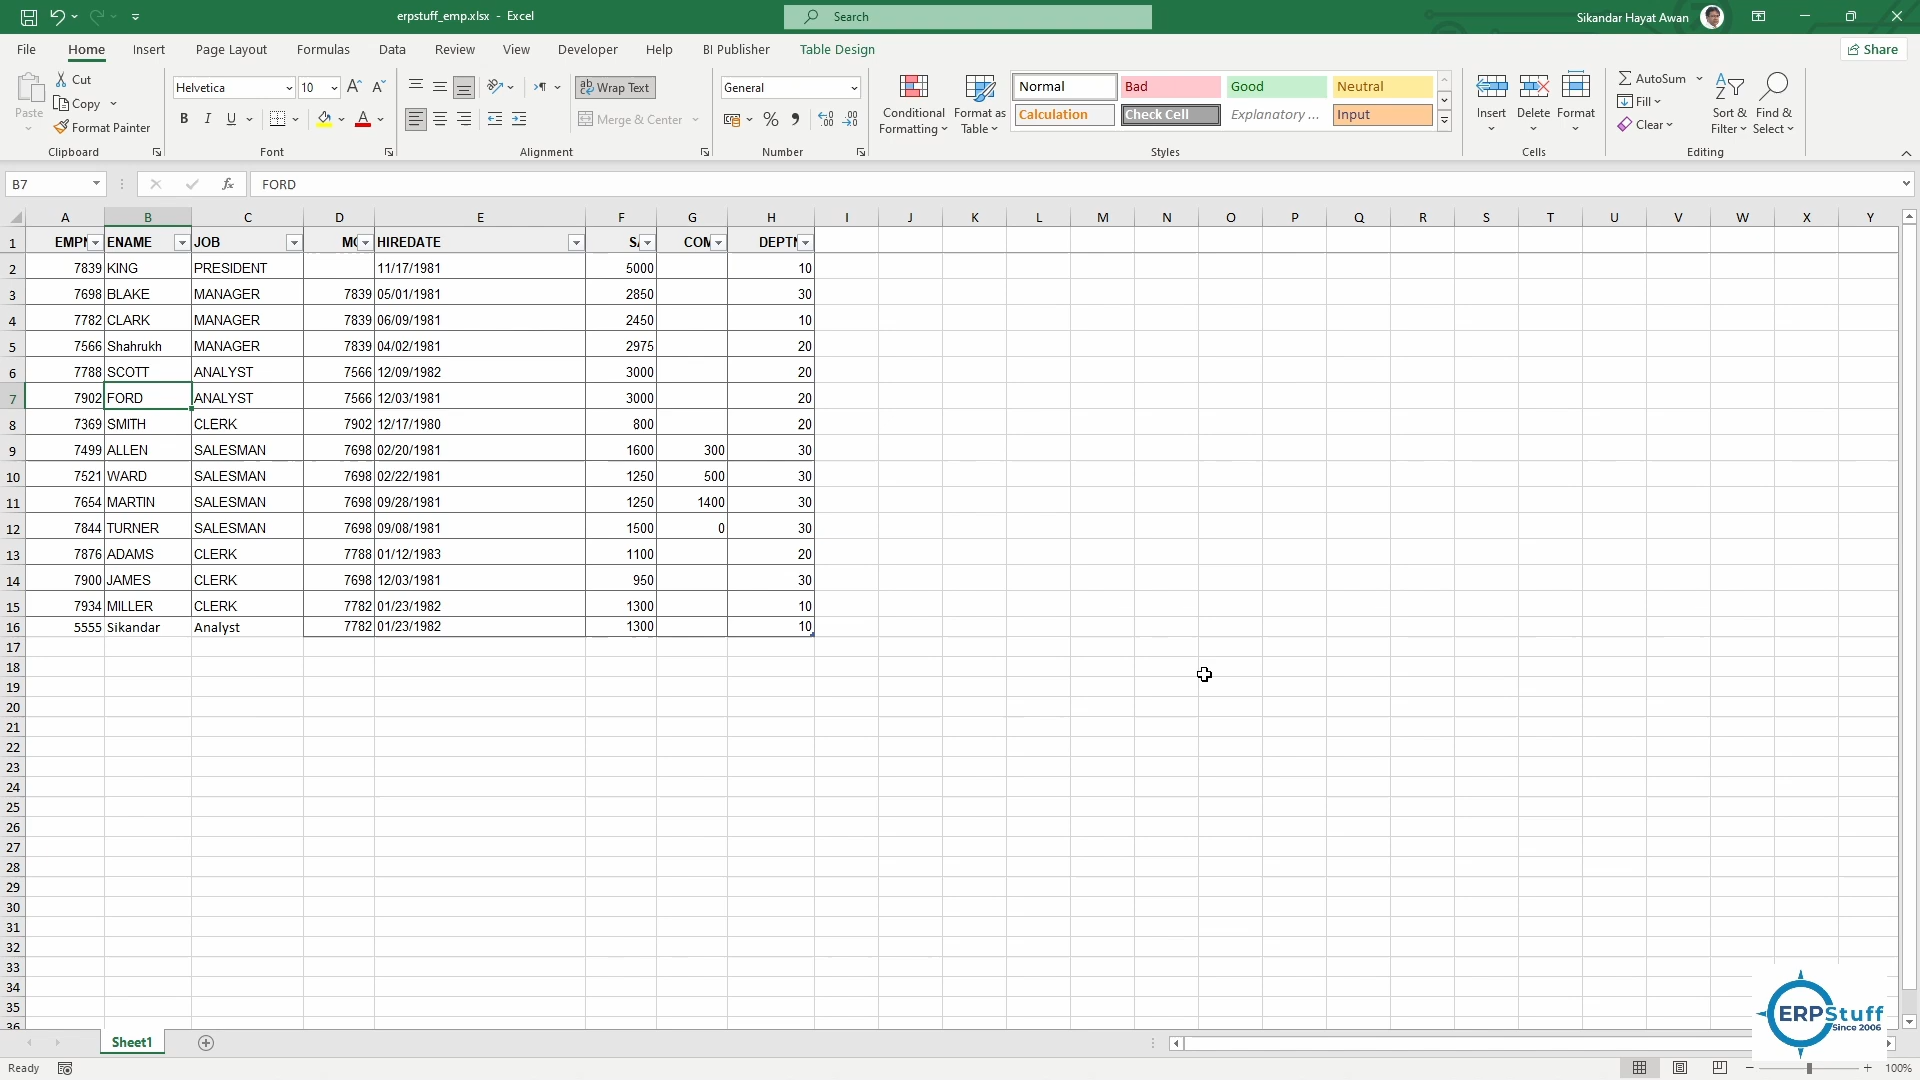 erpstuff_emp.xlsx - Excel
Search
Sikandar Hayat Awan
File Home Insert Page Layout Formulas Data Review View Developer Help BI Publisher Table Design
Share
Paste
Cut
Copy
Format Painter
Clipboard
Helvetica 10
B I U
Font
Wrap Text
Merge & Center
Alignment
General
Number
Conditional Formatting
Format as Table
Normal Bad Good Neutral
Calculation Check Cell Explanatory ... Input
Styles
Insert Delete Format
Cells
AutoSum
Fill
Clear
Sort & Filter
Find & Select
Editing
B7 fx FORD
A B C D E F G H I J K L M N O P Q R S T U V W X Y
1 EMPN ENAME JOB MG HIREDATE SA COM DEPTN
2 7839 KING PRESIDENT 11/17/1981 5000 10
3 7698 BLAKE MANAGER 7839 05/01/1981 2850 30
4 7782 CLARK MANAGER 7839 06/09/1981 2450 10
5 7566 Shahrukh MANAGER 7839 04/02/1981 2975 20
6 7788 SCOTT ANALYST 7566 12/09/1982 3000 20
7 7902 FORD ANALYST 7566 12/03/1981 3000 20
8 7369 SMITH CLERK 7902 12/17/1980 800 20
9 7499 ALLEN SALESMAN 7698 02/20/1981 1600 300 30
10 7521 WARD SALESMAN 7698 02/22/1981 1250 500 30
11 7654 MARTIN SALESMAN 7698 09/28/1981 1250 1400 30
12 7844 TURNER SALESMAN 7698 09/08/1981 1500 0 30
13 7876 ADAMS CLERK 7788 01/12/1983 1100 20
14 7900 JAMES CLERK 7698 12/03/1981 950 30
15 7934 MILLER CLERK 7782 01/23/1982 1300 10
16 5555 Sikandar Analyst 7782 01/23/1982 1300 10
17
18
19
20
21
22
23
24
25
26
27
28
29
30
31
32
33
34
35
36
ERPStuff
Since 2006
Sheet1
Ready
100%